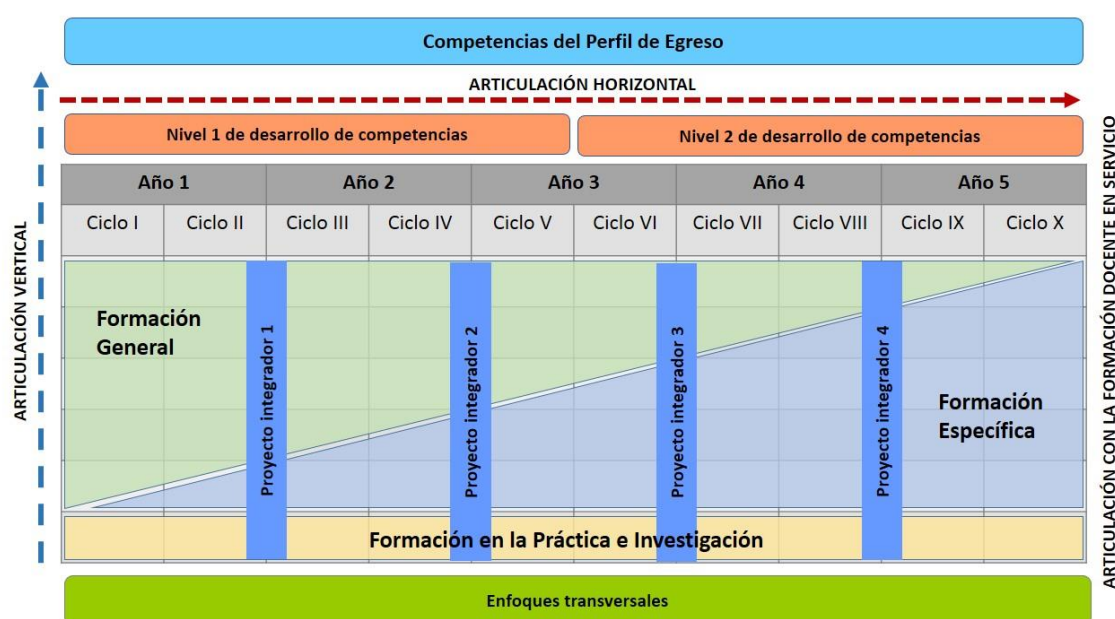 Competencias del Perfil de Egreso
ARTICULACIÓN HORIZONTAL
Nivel 1 de desarrollo de competencias
Nivel 2 de desarrollo de competencias
Año 1
Año 2
Año 3
Año 4
Año 5
Ciclo I
Ciclo II
Ciclo III
Ciclo IV
Ciclo V
Ciclo VI
Ciclo VII
Ciclo VIII
Ciclo IX
Ciclo X
ARTICULACIÓN VERTICAL
Formación
General
Proyecto integrador 1
Proyecto integrador 2
Proyecto integrador 3
Proyecto integrador 4
Formación
Específica
ARTICULACIÓN CON LA FORMACIÓN DOCENTE EN SERVICIO
Formación en la Práctica e Investigación
Enfoques transversales